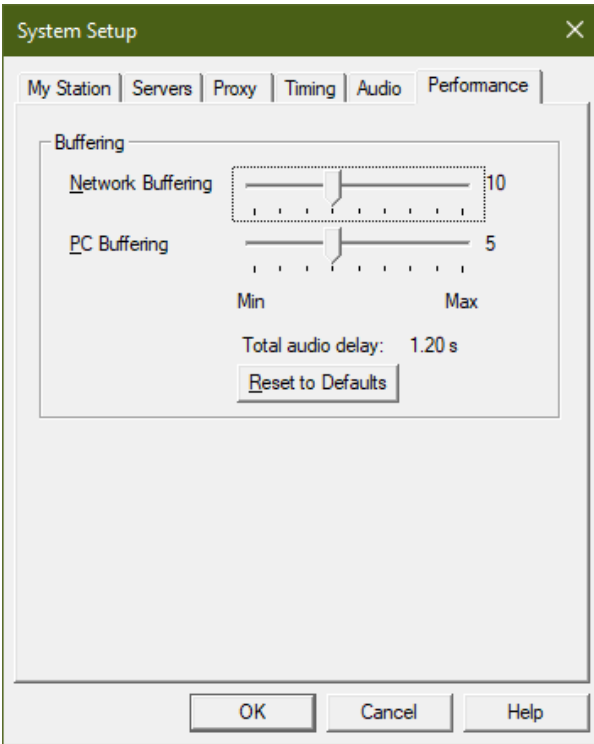 System Setup
My Station Servers Proxy Timing Audio Performance
Buffering
Network Buffering 10
PC Buffering 5
Min Max
Total audio delay: 1.20 s
Reset to Defaults
OK Cancel Help